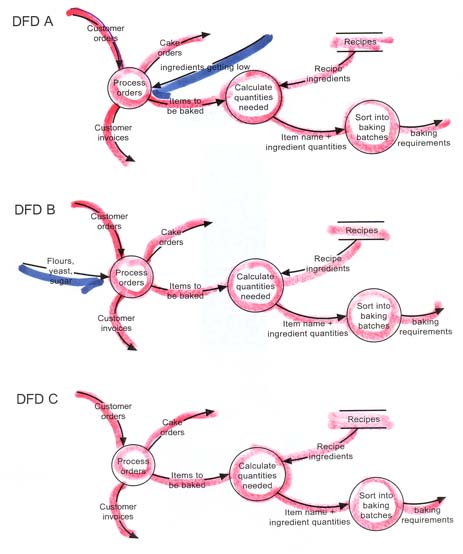 DFD A
Customer
orders
Cake
orders
ingredients getting low
Recipes
Recipe
ingredients
Process
orders
Calculate
quantities
needed
Items to
be baked
Customer
invoices
Sort into
baking
batches
Item name +
ingredient quantities
baking
requirements
DFD B
Customer
orders
Cake
orders
Recipes
Flours,
yeast,
sugar
Recipe
ingredients
Process
orders
Calculate
quantities
needed
Items to
be baked
Customer
invoices
Sort into
baking
batches
Item name +
ingredient quantities
baking
requirements
DFD C
Customer
orders
Cake
orders
Recipes
Recipe
ingredients
Process
orders
Calculate
quantities
needed
Items to
be baked
Customer
invoices
Sort into
baking
batches
Item name +
ingredient quantities
baking
requirements